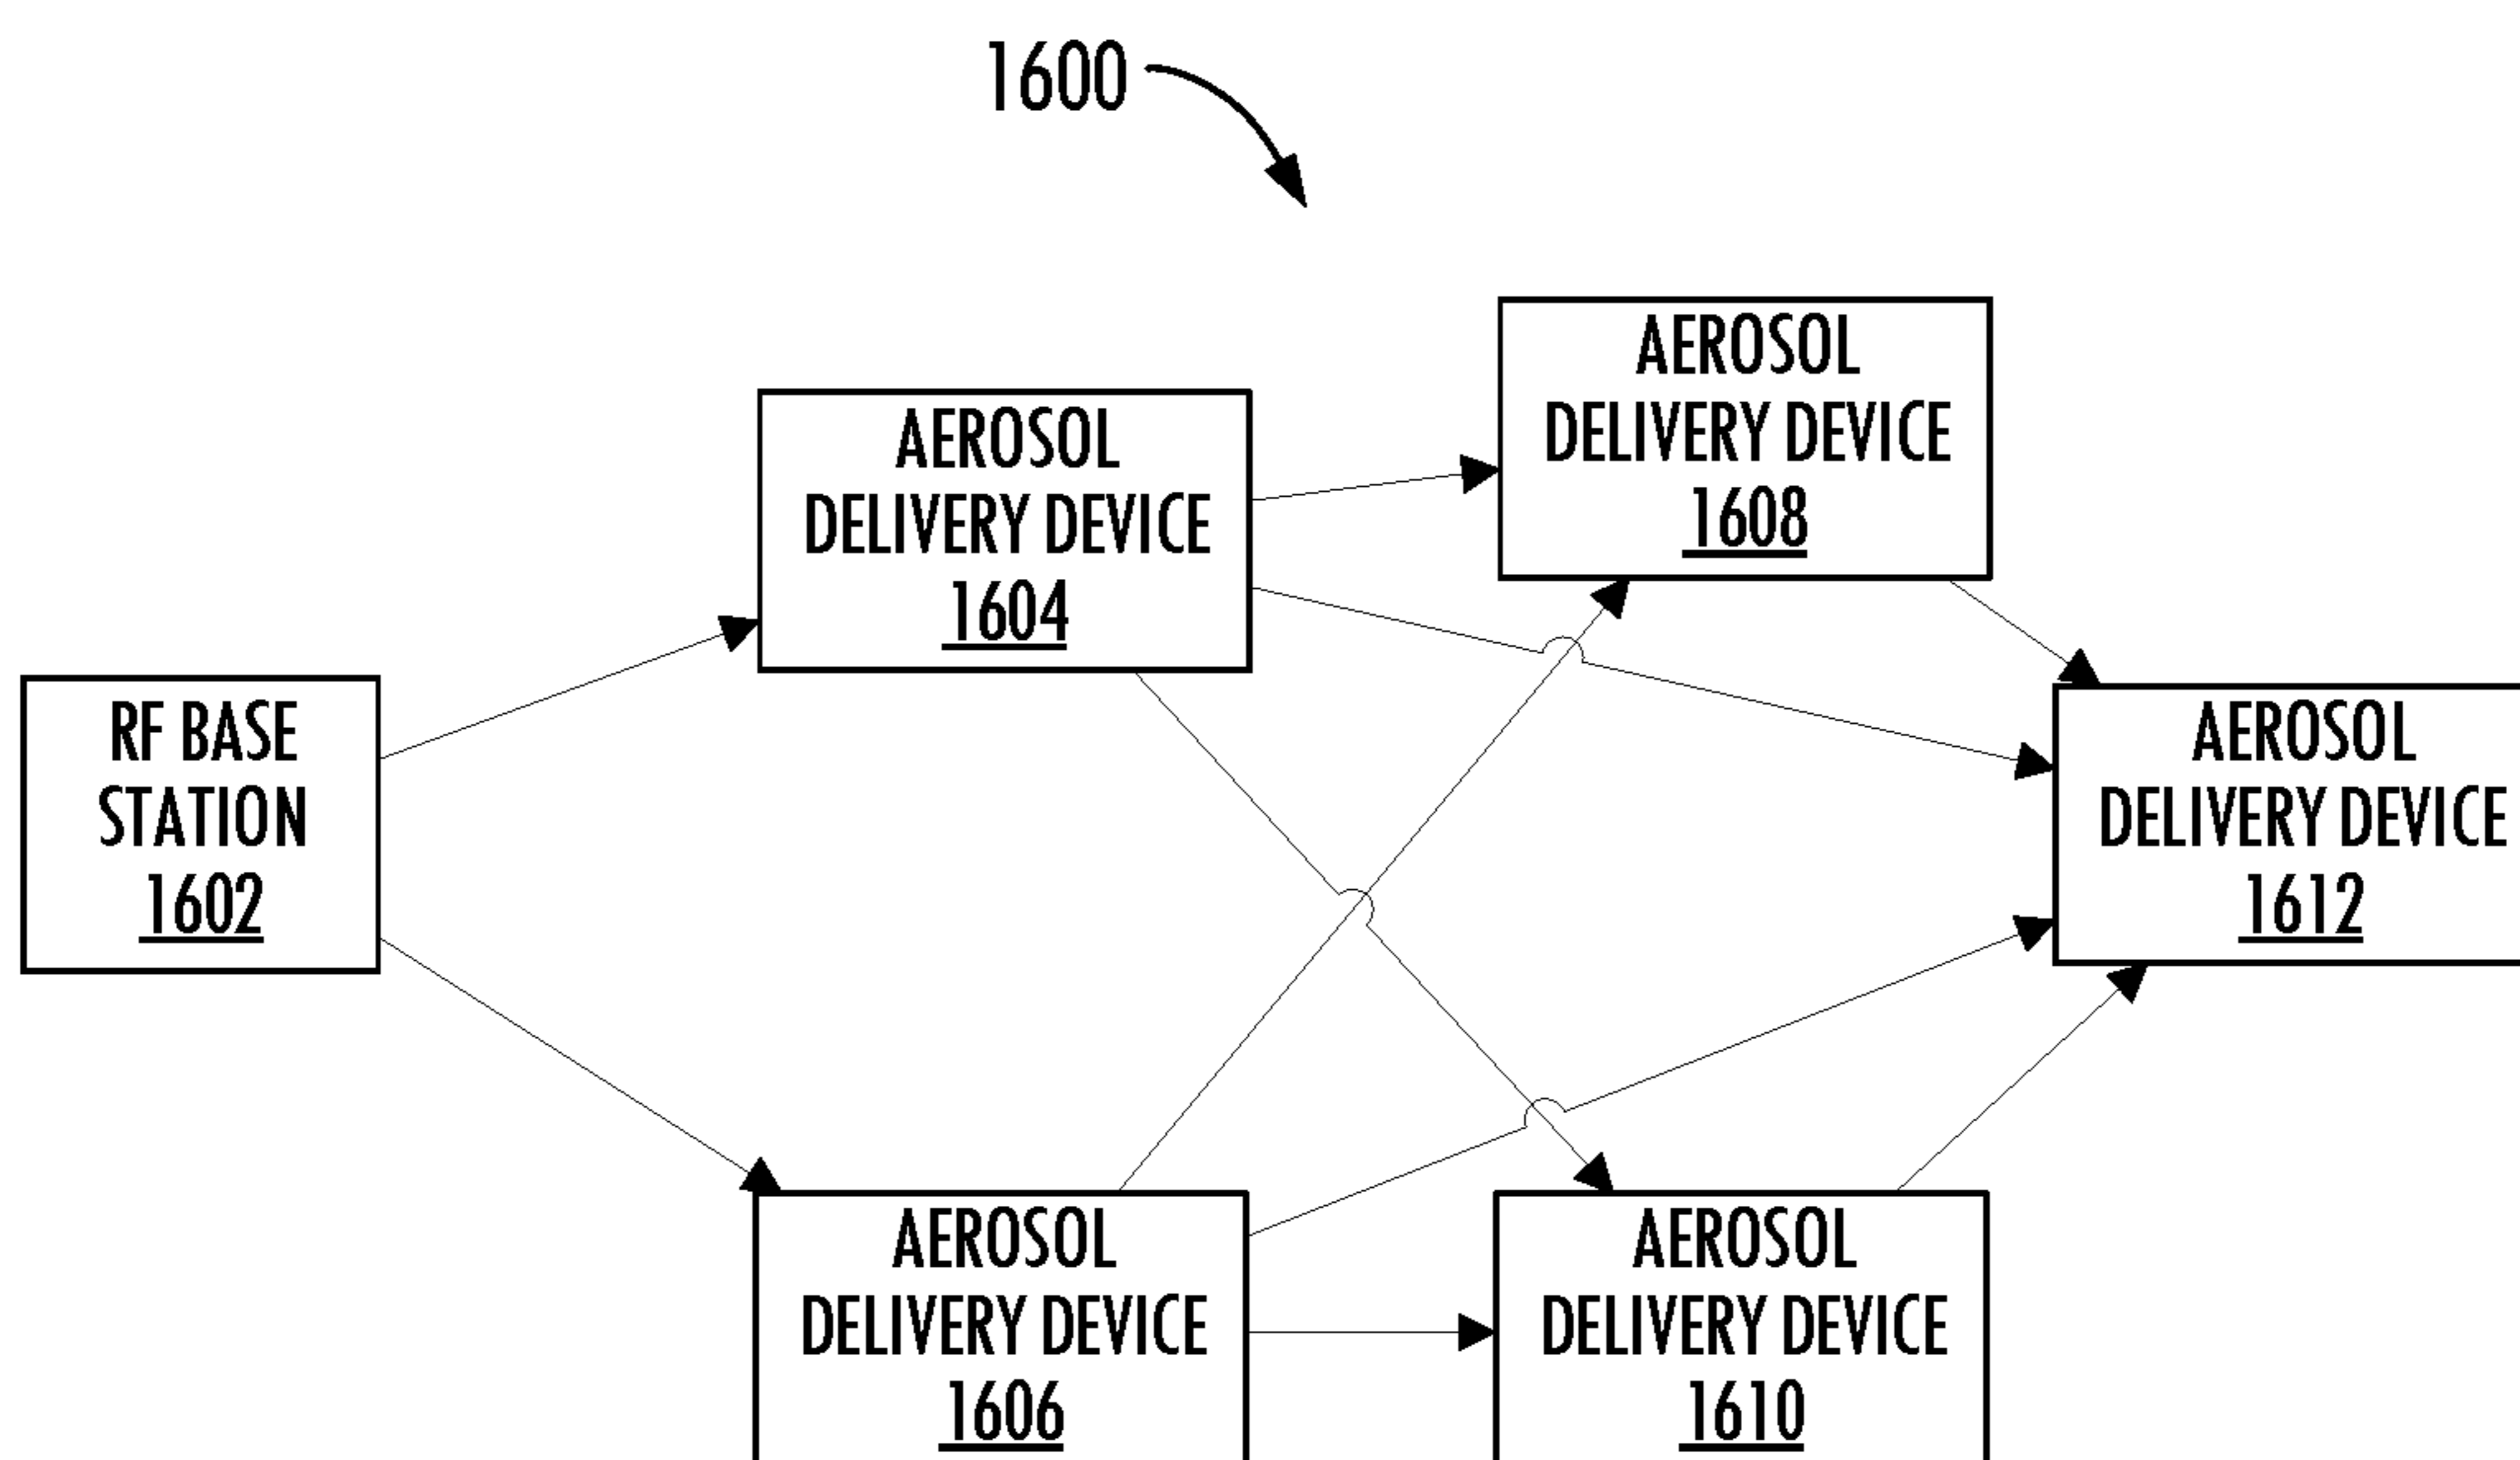 1600
AEROSOL
DELIVERY DEVICE
1608
AEROSOL
DELIVERY DEVICE
1604
RF BASE
STATION
1602
AEROSOL
DELIVERY DEVICE
1612
AEROSOL
DELIVERY DEVICE
1606
AEROSOL
DELIVERY DEVICE
1610